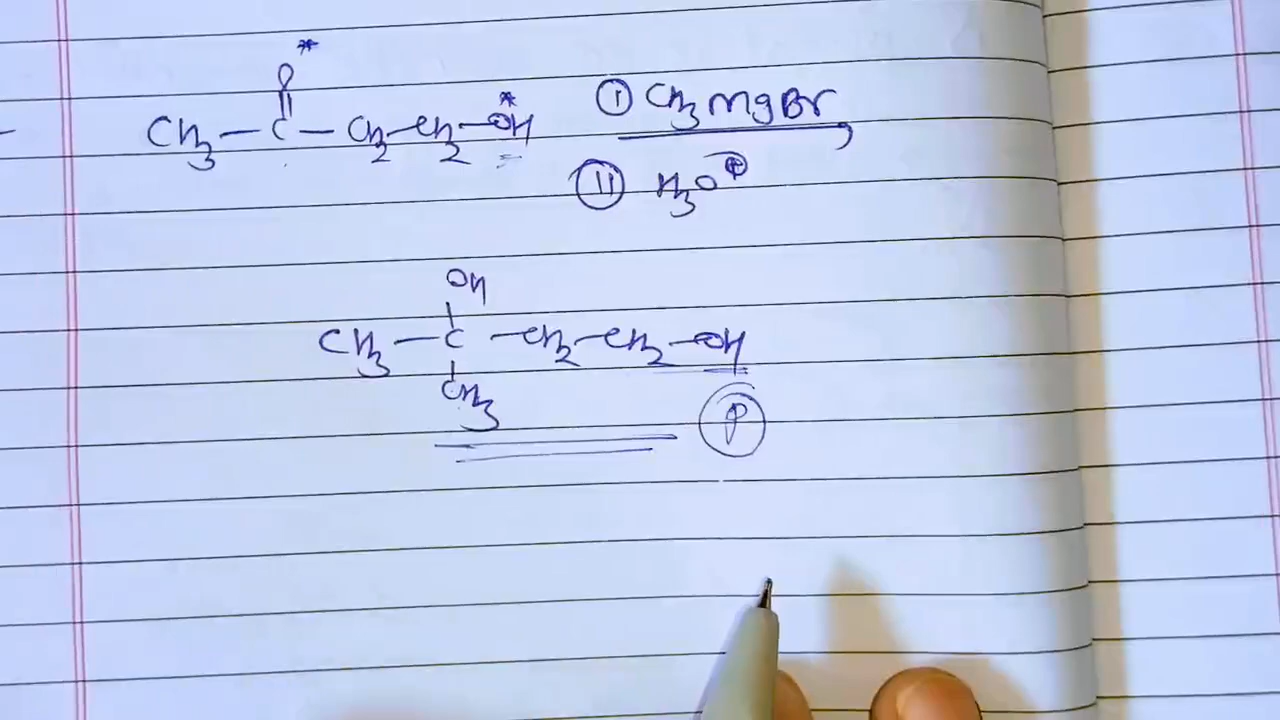 *
O *
CH3 – C – CH2 – CH2 – OH I CH3MgBr
II H3O⊕
OH
CH3 – C – CH2 – CH2 – OH
CH3
P